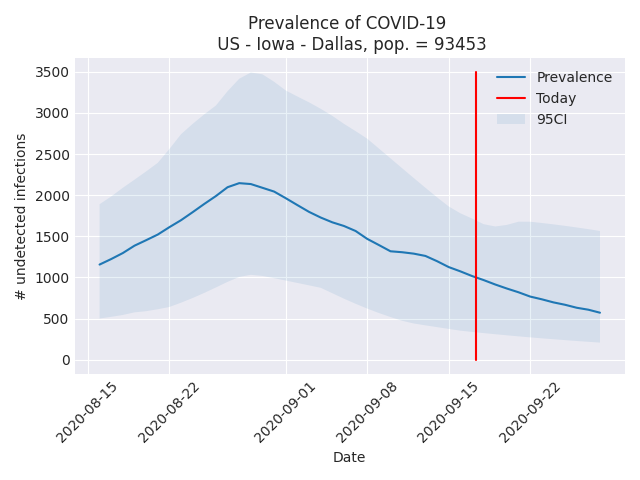 Prevalence of COVID-19
US - Iowa - Dallas, pop. = 93453
3500
3000
2500
2000
1500
1000
500
0
# undetected infections
Prevalence
Today
95CI
2020-08-15
2020-08-22
2020-09-01
2020-09-08
2020-09-15
2020-09-22
Date